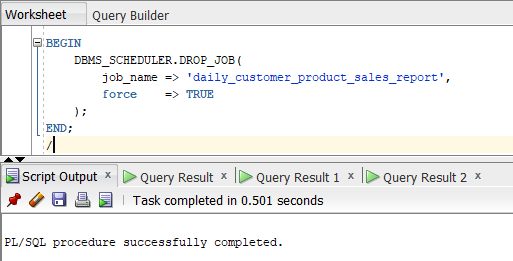 Worksheet Query Builder
BEGIN
DBMS_SCHEDULER.DROP_JOB(
job_name => 'daily_customer_product_sales_report',
force => TRUE
);
END;
/
Script Output x Query Result x Query Result 1 x Query Result 2 x
Task completed in 0.501 seconds
PL/SQL procedure successfully completed.